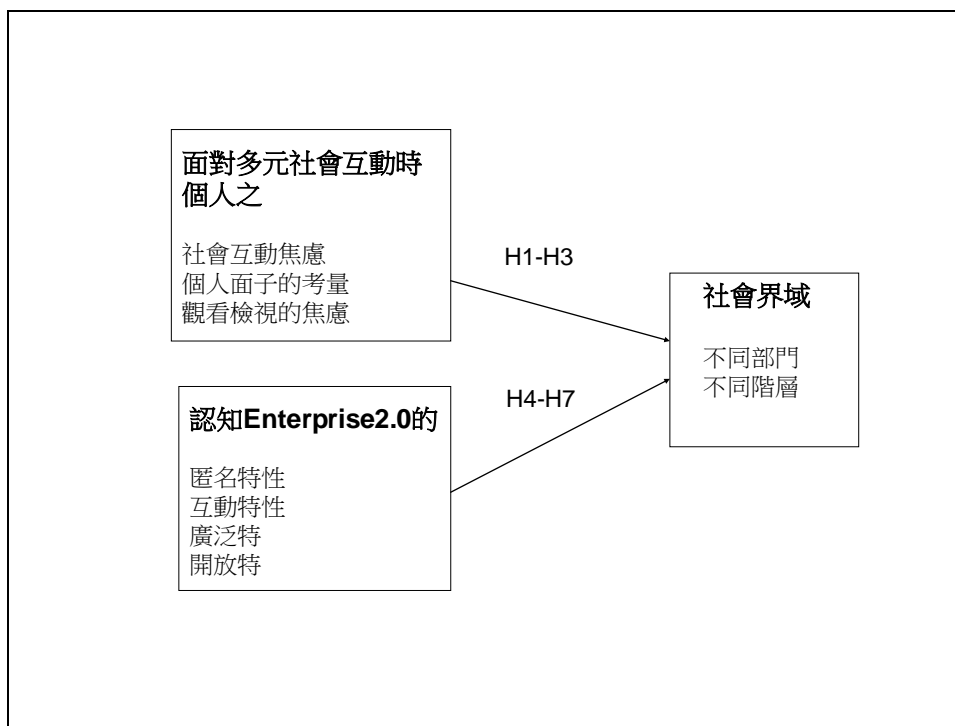 面對多元社會互動時
個人之
社會互動焦慮
個人面子的考量
觀看檢視的焦慮
H1-H3
社會界域
不同部門
不同階層
H4-H7
認知Enterprise2.0的
匿名特性
互動特性
廣泛特
開放特